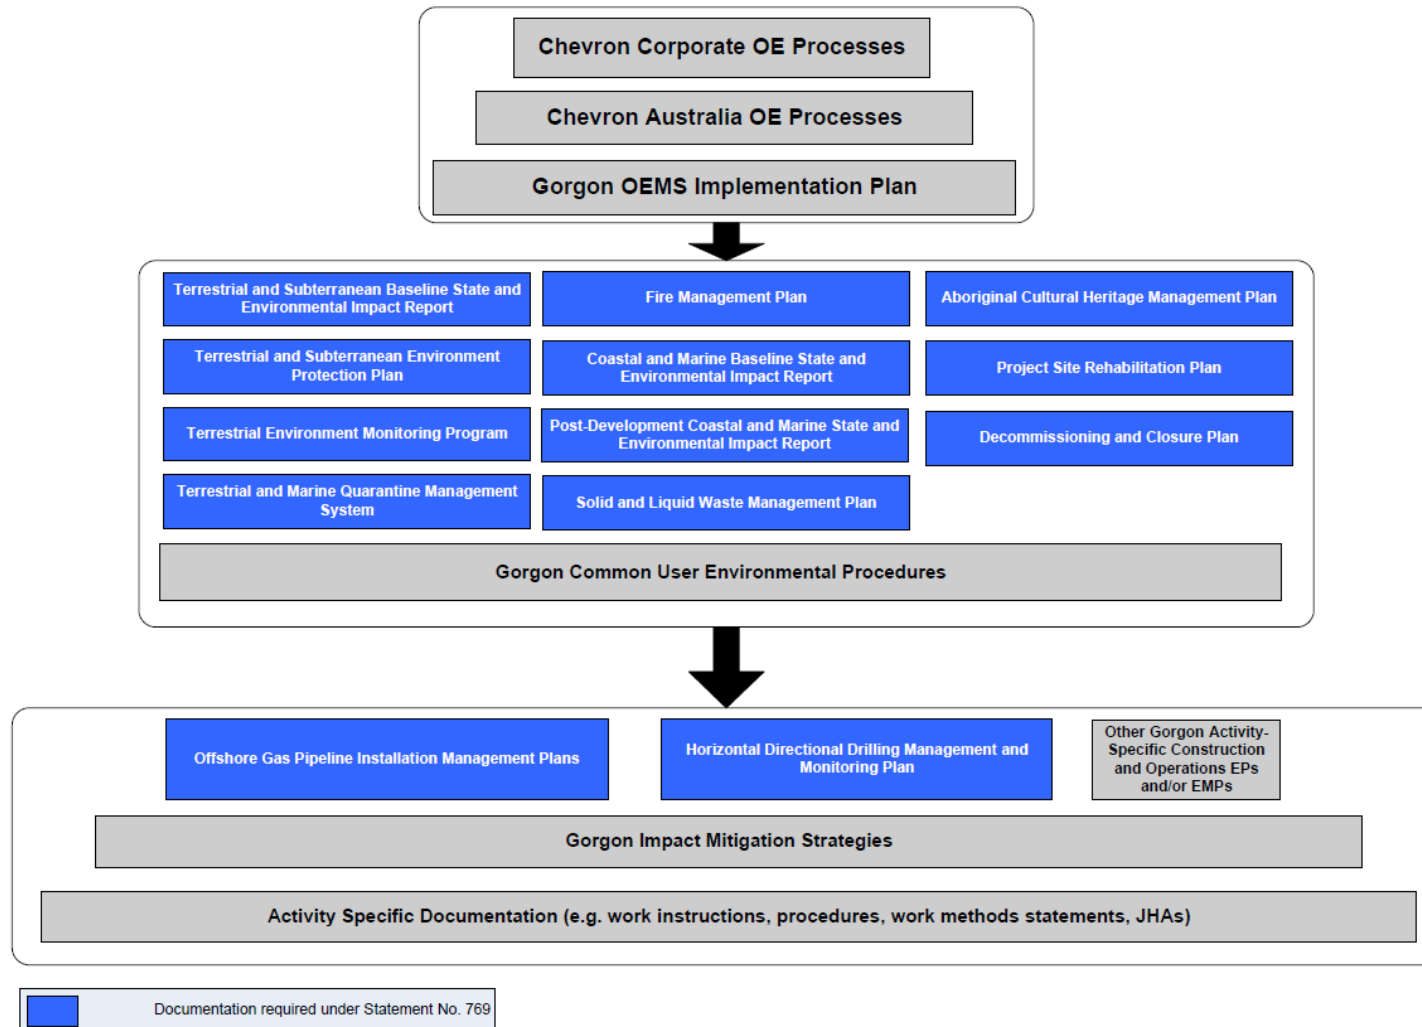 Chevron Corporate OE Processes
Chevron Australia OE Processes
Gorgon OEMS Implementation Plan
Terrestrial and Subterranean Baseline State and
Environmental Impact Report
Fire Management Plan
Aboriginal Cultural Heritage Management Plan
Terrestrial and Subterranean Environment
Protection Plan
Coastal and Marine Baseline State and
Environmental Impact Report
Project Site Rehabilitation Plan
Terrestrial Environment Monitoring Program
Post-Development Coastal and Marine State and
Environmental Impact Report
Decommissioning and Closure Plan
Terrestrial and Marine Quarantine Management
System
Solid and Liquid Waste Management Plan
Gorgon Common User Environmental Procedures
Offshore Gas Pipeline Installation Management Plans
Horizontal Directional Drilling Management and
Monitoring Plan
Other Gorgon Activity-
Specific Construction
and Operations EPs
and/or EMPs
Gorgon Impact Mitigation Strategies
Activity Specific Documentation (e.g. work instructions, procedures, work methods statements, JHAs)
Documentation required under Statement No. 769